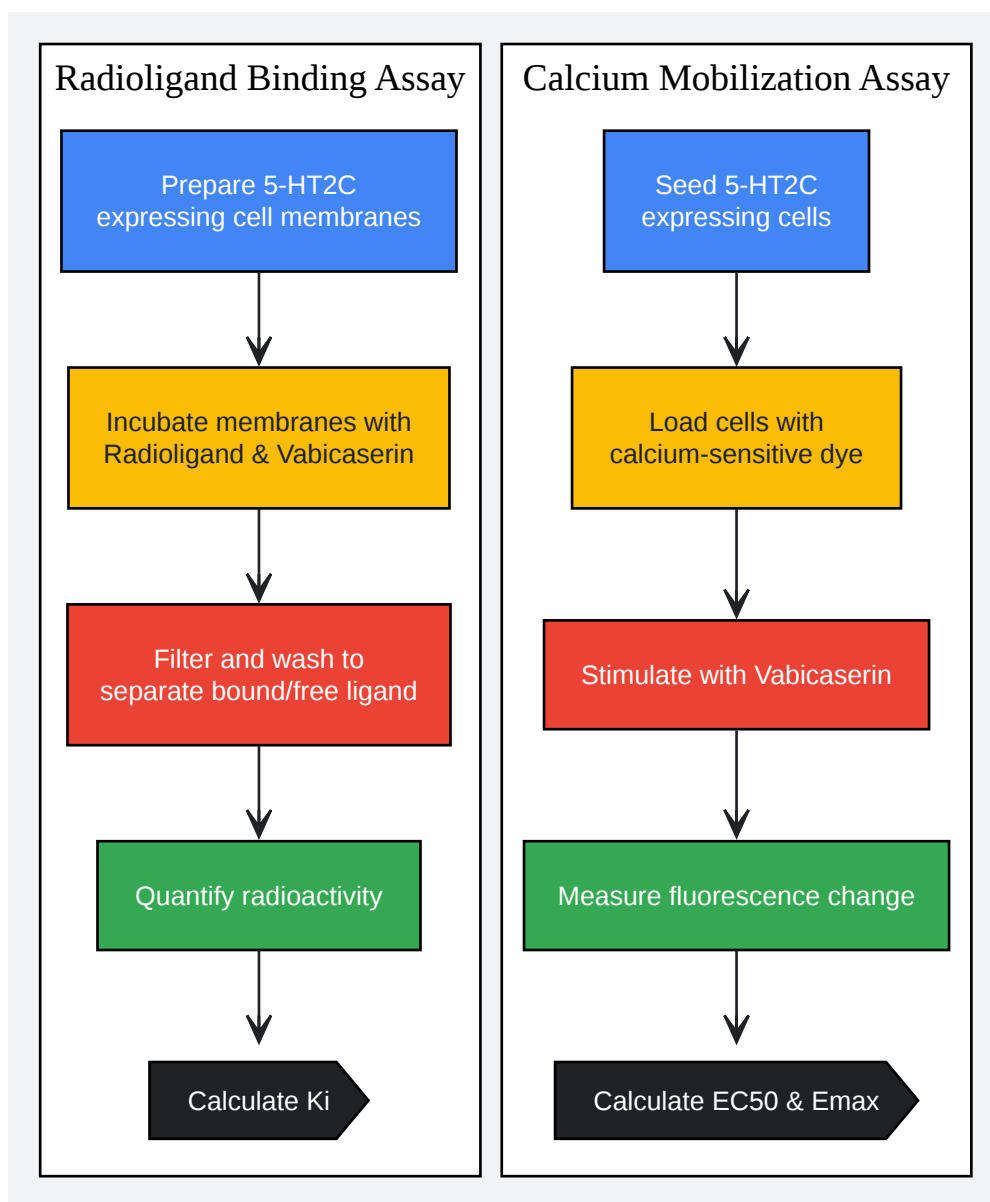 Radioligand Binding Assay
Prepare 5-HT2C
expressing cell membranes
Incubate membranes with
Radioligand & Vabicaserin
Filter and wash to
separate bound/free ligand
Quantify radioactivity
Calculate Ki
Calcium Mobilization Assay
Seed 5-HT2C
expressing cells
Load cells with
calcium-sensitive dye
Stimulate with Vabicaserin
Measure fluorescence change
Calculate EC50 & Emax